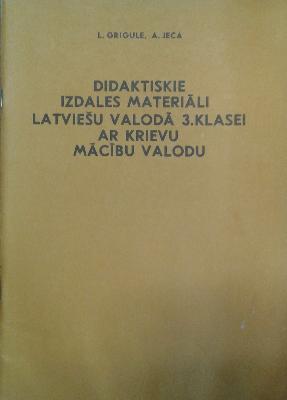 L. GRIGULE, A. JECA
DIDAKTISKIE
IZDALES MATERIĀLI
LATVIEŠU VALODĀ 3.KLASEI
AR KRIEVU
MĀCĪBU VALODU